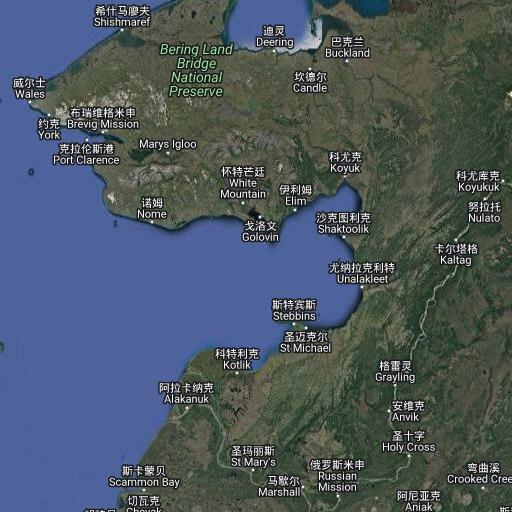 希什马廖夫
Shishmaref
迪灵
Deering
巴克兰
Buckland
Bering Land
Bridge
National
Preserve
坎德尔
Candle
威尔士
Wales
布瑞维格米申
Brevig Mission
约克
York
克拉伦斯港
Port Clarence
Marys Igloo
科尤克
Koyuk
怀特芒廷
White
Mountain
伊利姆
Elim
科尤库克
Koyukuk
努拉托
Nulato
诺姆
Nome
戈洛文
Golovin
沙克图利克
Shaktoolik
卡尔塔格
Kaltag
尤纳拉克利特
Unalakleet
斯特宾斯
Stebbins
圣迈克尔
St Michael
科特利克
Kotlik
格雷灵
Grayling
阿拉卡纳克
Alakanuk
安维克
Anvik
圣十字
Holy Cross
圣玛丽斯
St Mary's
俄罗斯米申
Russian
Mission
弯曲溪
Crooked Cree
斯卡蒙贝
Scammon Bay
马歇尔
Marshall
阿尼亚克
Aniak
切瓦克
Chevak